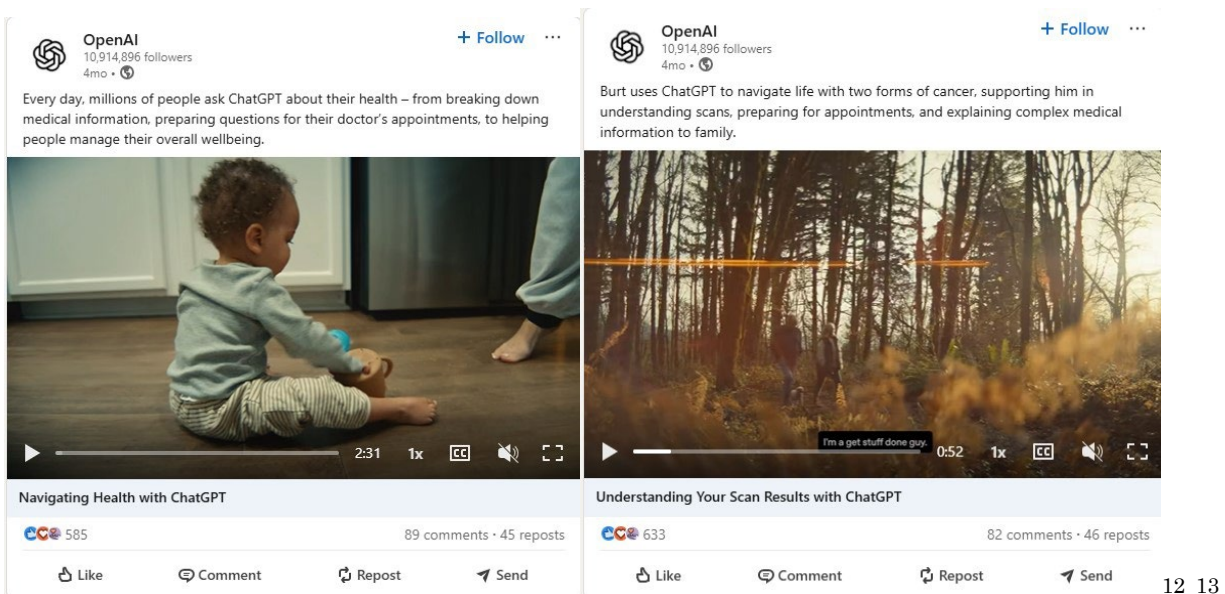 OpenAI
+ Follow ...
10,914,896 followers
4mo •
Every day, millions of people ask ChatGPT about their health – from breaking down
medical information, preparing questions for their doctor's appointments, to helping
people manage their overall wellbeing.
2:31 1x CC
Navigating Health with ChatGPT
585 89 comments · 45 reposts
Like Comment Repost Send
OpenAI
+ Follow ...
10,914,896 followers
4mo •
Burt uses ChatGPT to navigate life with two forms of cancer, supporting him in
understanding scans, preparing for appointments, and explaining complex medical
information to family.
I'm a get stuff done guy.
0:52 1x CC
Understanding Your Scan Results with ChatGPT
633 82 comments · 46 reposts
Like Comment Repost Send
12 13